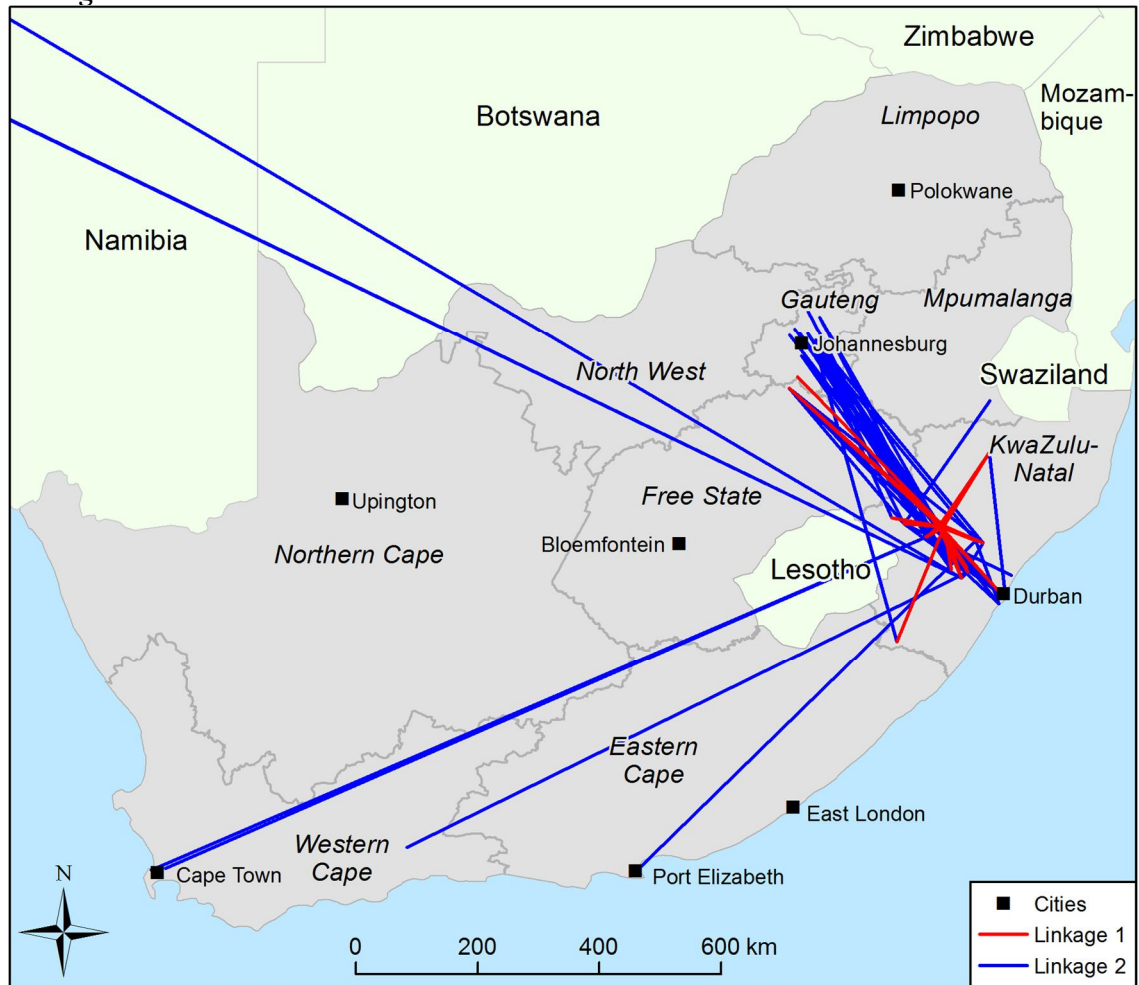 Zimbabwe
Mozam-
bique
Botswana
Limpopo
Polokwane
Namibia
Gauteng
Mpumalanga
Johannesburg
North West
Swaziland
KwaZulu-
Natal
Upington
Free State
Northern Cape
Bloemfontein
Lesotho
Durban
Eastern
Cape
East London
Western
Cape
Cape Town
Port Elizabeth
N
0 200 400 600 km
Cities
Linkage 1
Linkage 2